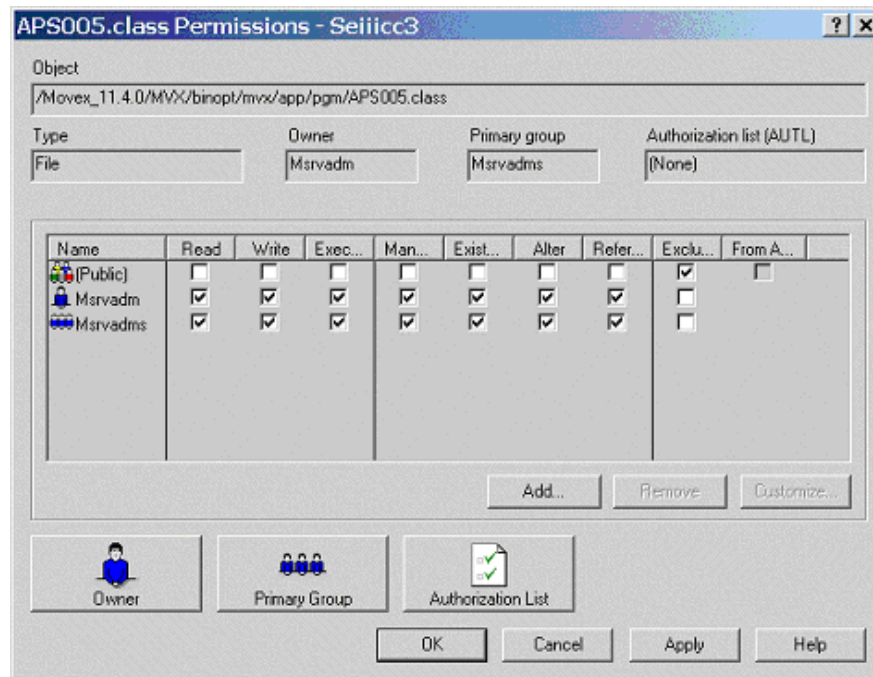 APS005.class Permissions - Seiiicc3
Object
/Movex_11.4.0/MVX/binopt/mvx/app/pgm/APS005.class
Type Owner Primary group Authorization list (AUTL)
File Msrvadm Msrvadms (None)
Name Read Write Exec... Man... Exist... Alter Refer... Exclu... From A...
(Public)
Msrvadm
Msrvadms
Add... Remove Customize...
Owner Primary Group Authorization List
OK Cancel Apply Help